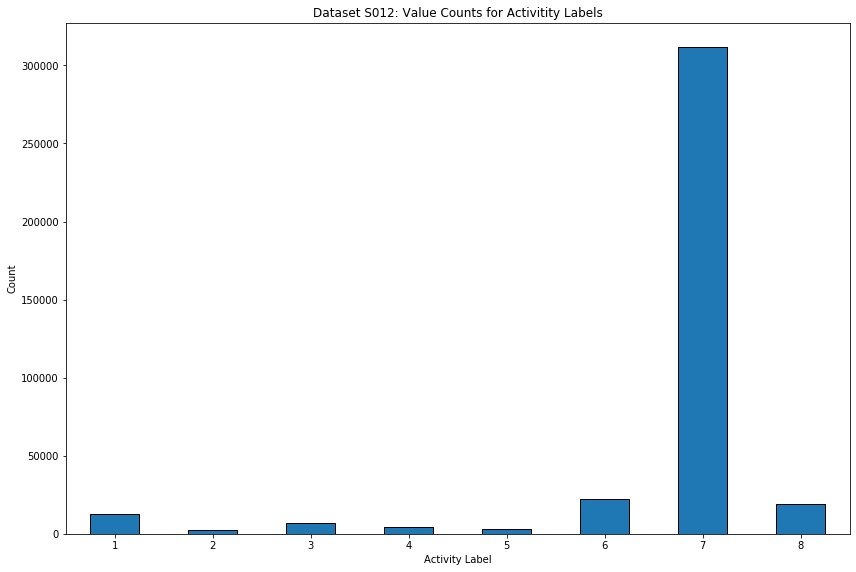 Dataset S012: Value Counts for Activitity Labels
300000
250000
200000
150000
100000
50000
0
Count
1 2 3 4 5 6 7 8
Activity Label